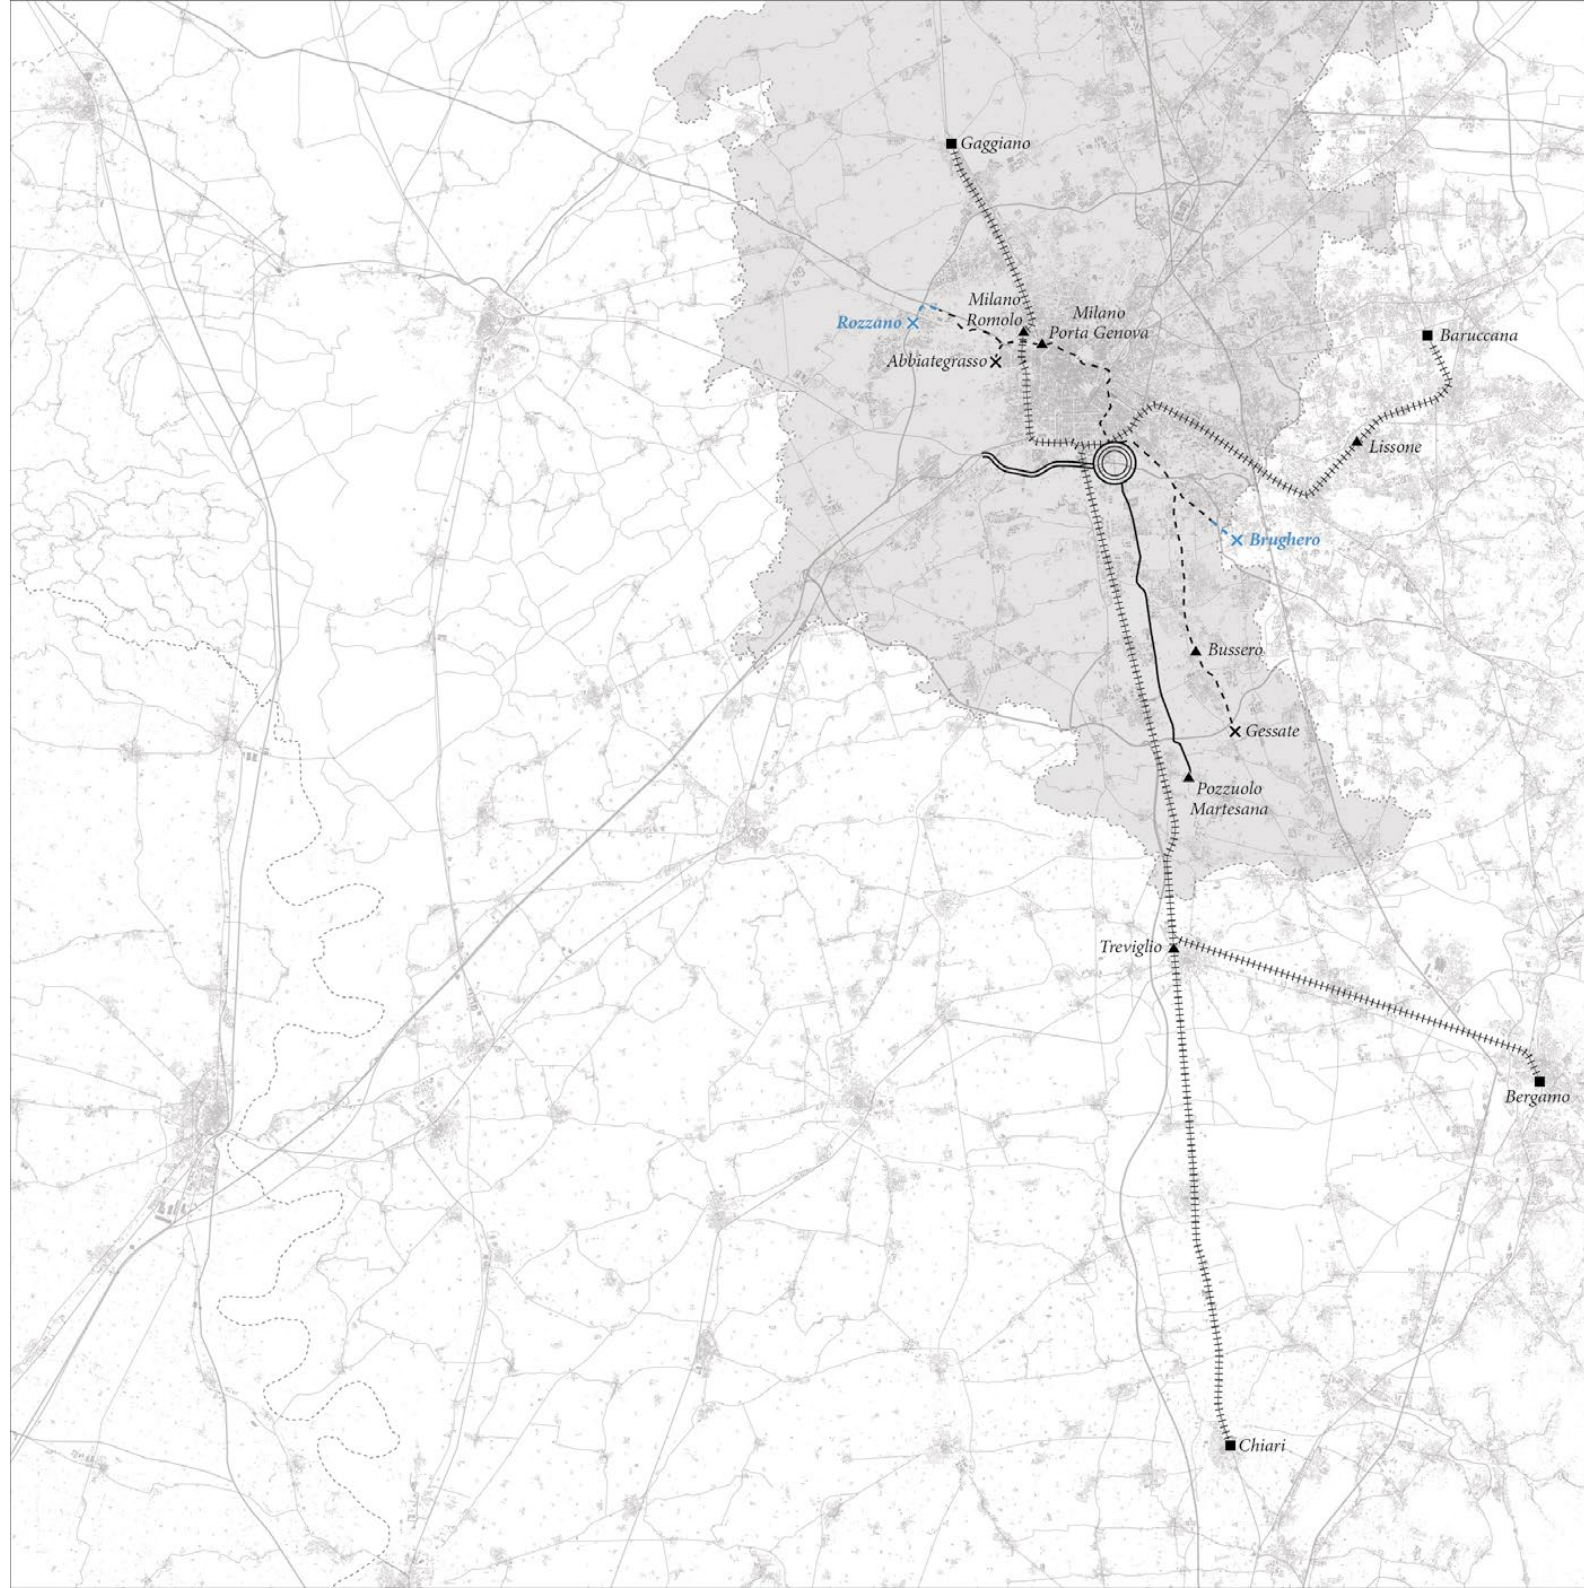 Gaggiano
Milano
Romolo
Milano
Porta Genova
Rozzano
Abbiategrasso
Baruccana
Lissone
Brughero
Bussero
Gessate
Pozzuolo
Martesana
Treviglio
Bergamo
Chiari